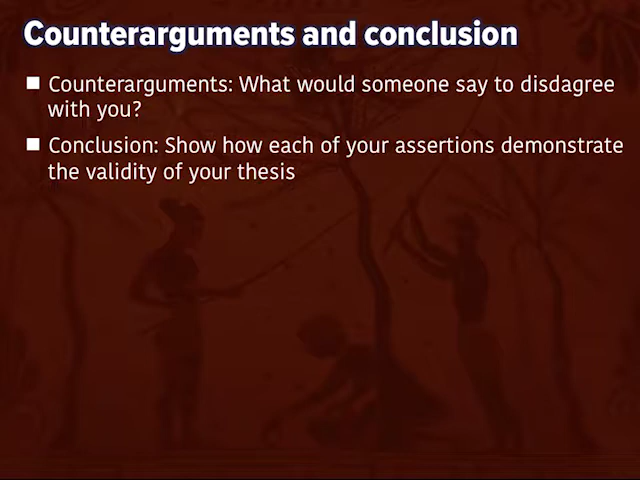 Counterarguments and conclusion
■ Counterarguments: What would someone say to disdagree
with you?
■ Conclusion: Show how each of your assertions demonstrate
the validity of your thesis